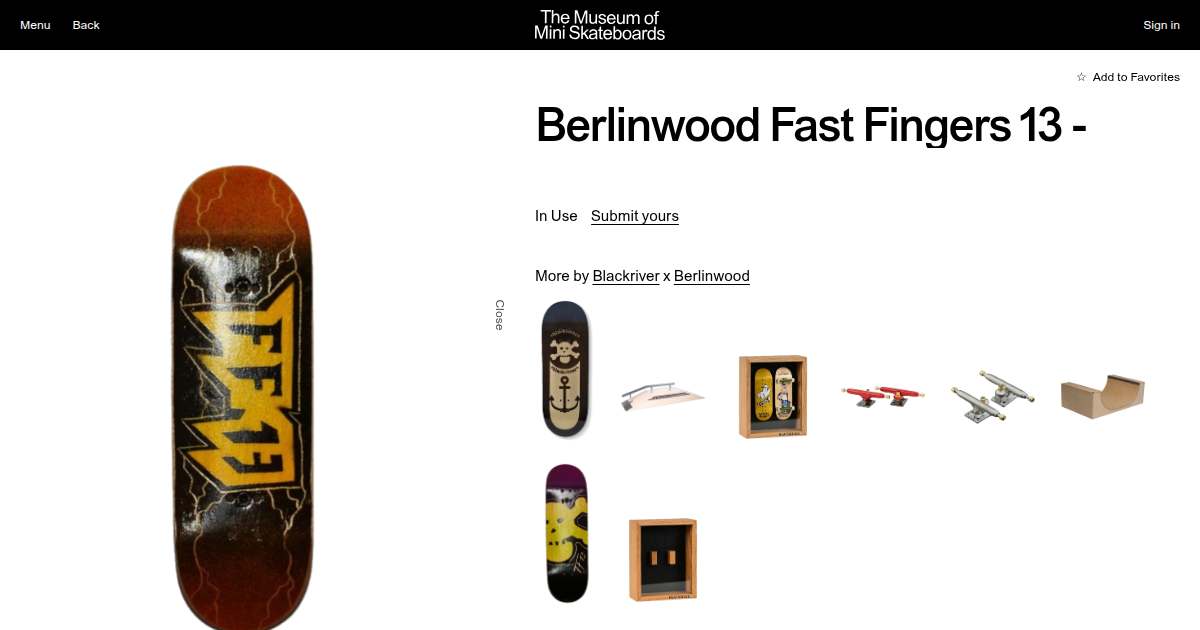 Menu
Back
The Museum of
Mini Skateboards
Sign in
☆ Add to Favorites
Berlinwood Fast Fingers 13 -
In Use Submit yours
More by Blackriver x Berlinwood
Close
FF13